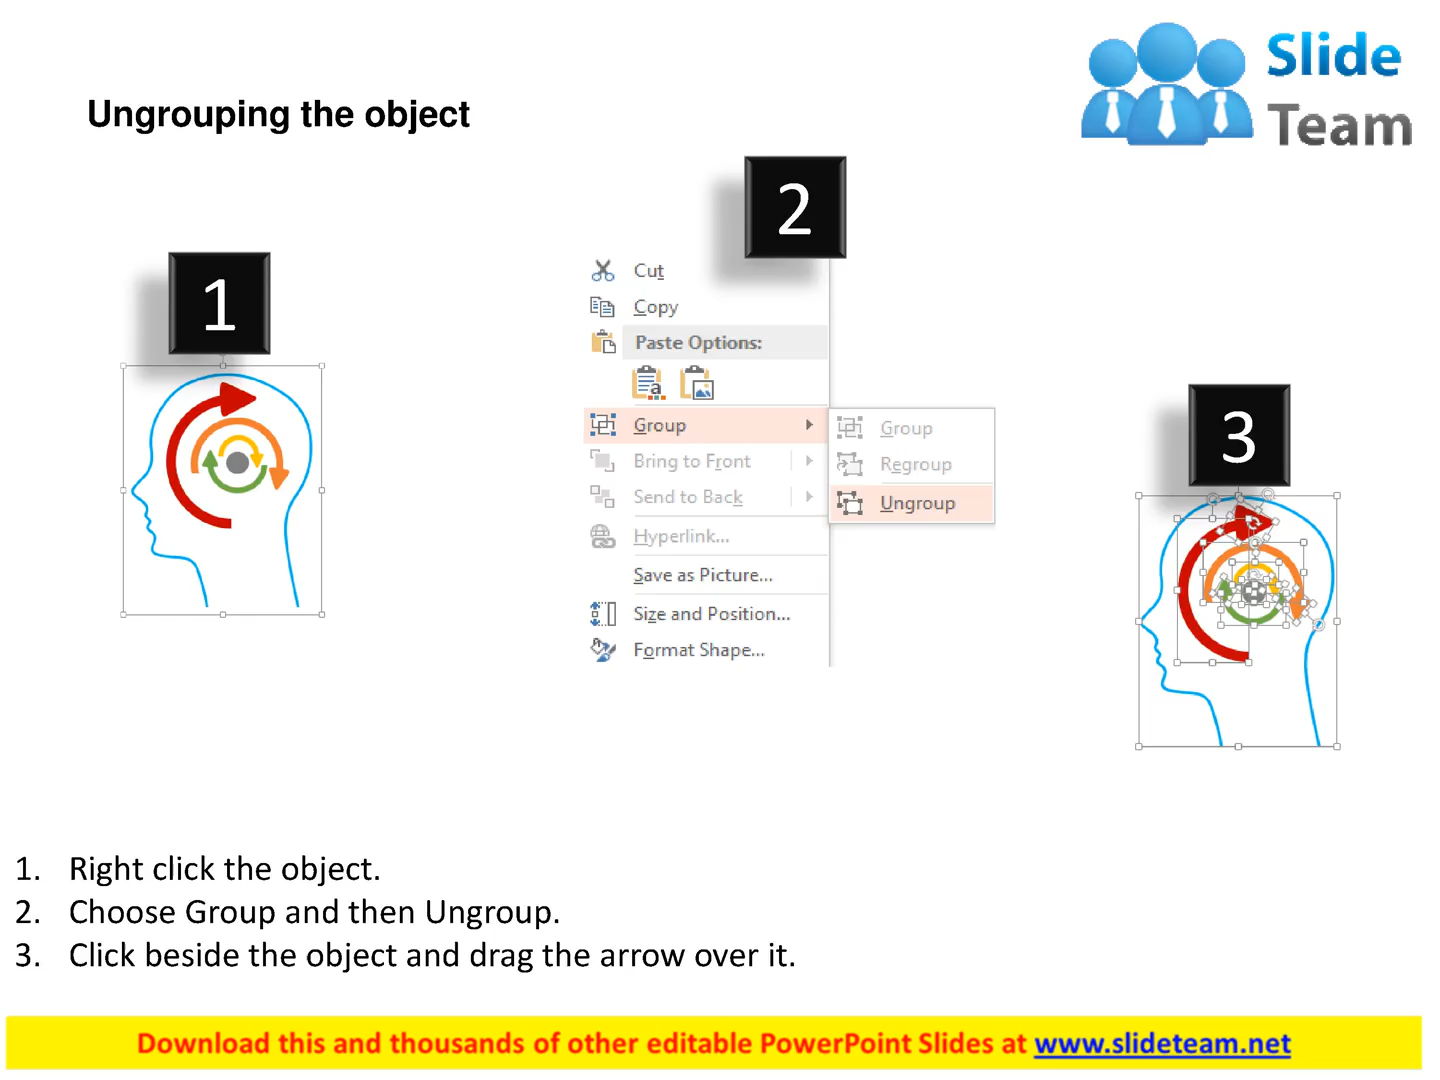 Slide
Team
Ungrouping the object
1
2
3
Cut
Copy
Paste Options:
Group
Bring to Front
Send to Back
Hyperlink...
Save as Picture...
Size and Position...
Format Shape...
Group
Regroup
Ungroup
1. Right click the object.
2. Choose Group and then Ungroup.
3. Click beside the object and drag the arrow over it.
Download this and thousands of other editable PowerPoint Slides at www.slideteam.net